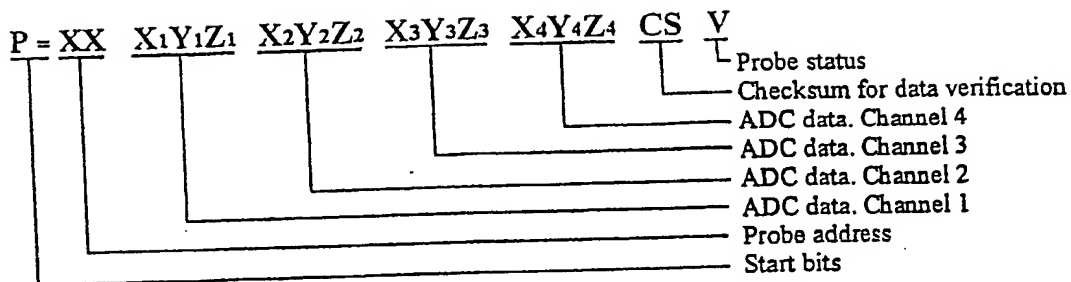 P = XX X₁Y₁Z₁ X₂Y₂Z₂ X₃Y₃Z₃ X₄Y₄Z₄ CS V
Probe status
Checksum for data verification
ADC data. Channel 4
ADC data. Channel 3
ADC data. Channel 2
ADC data. Channel 1
Probe address
Start bits